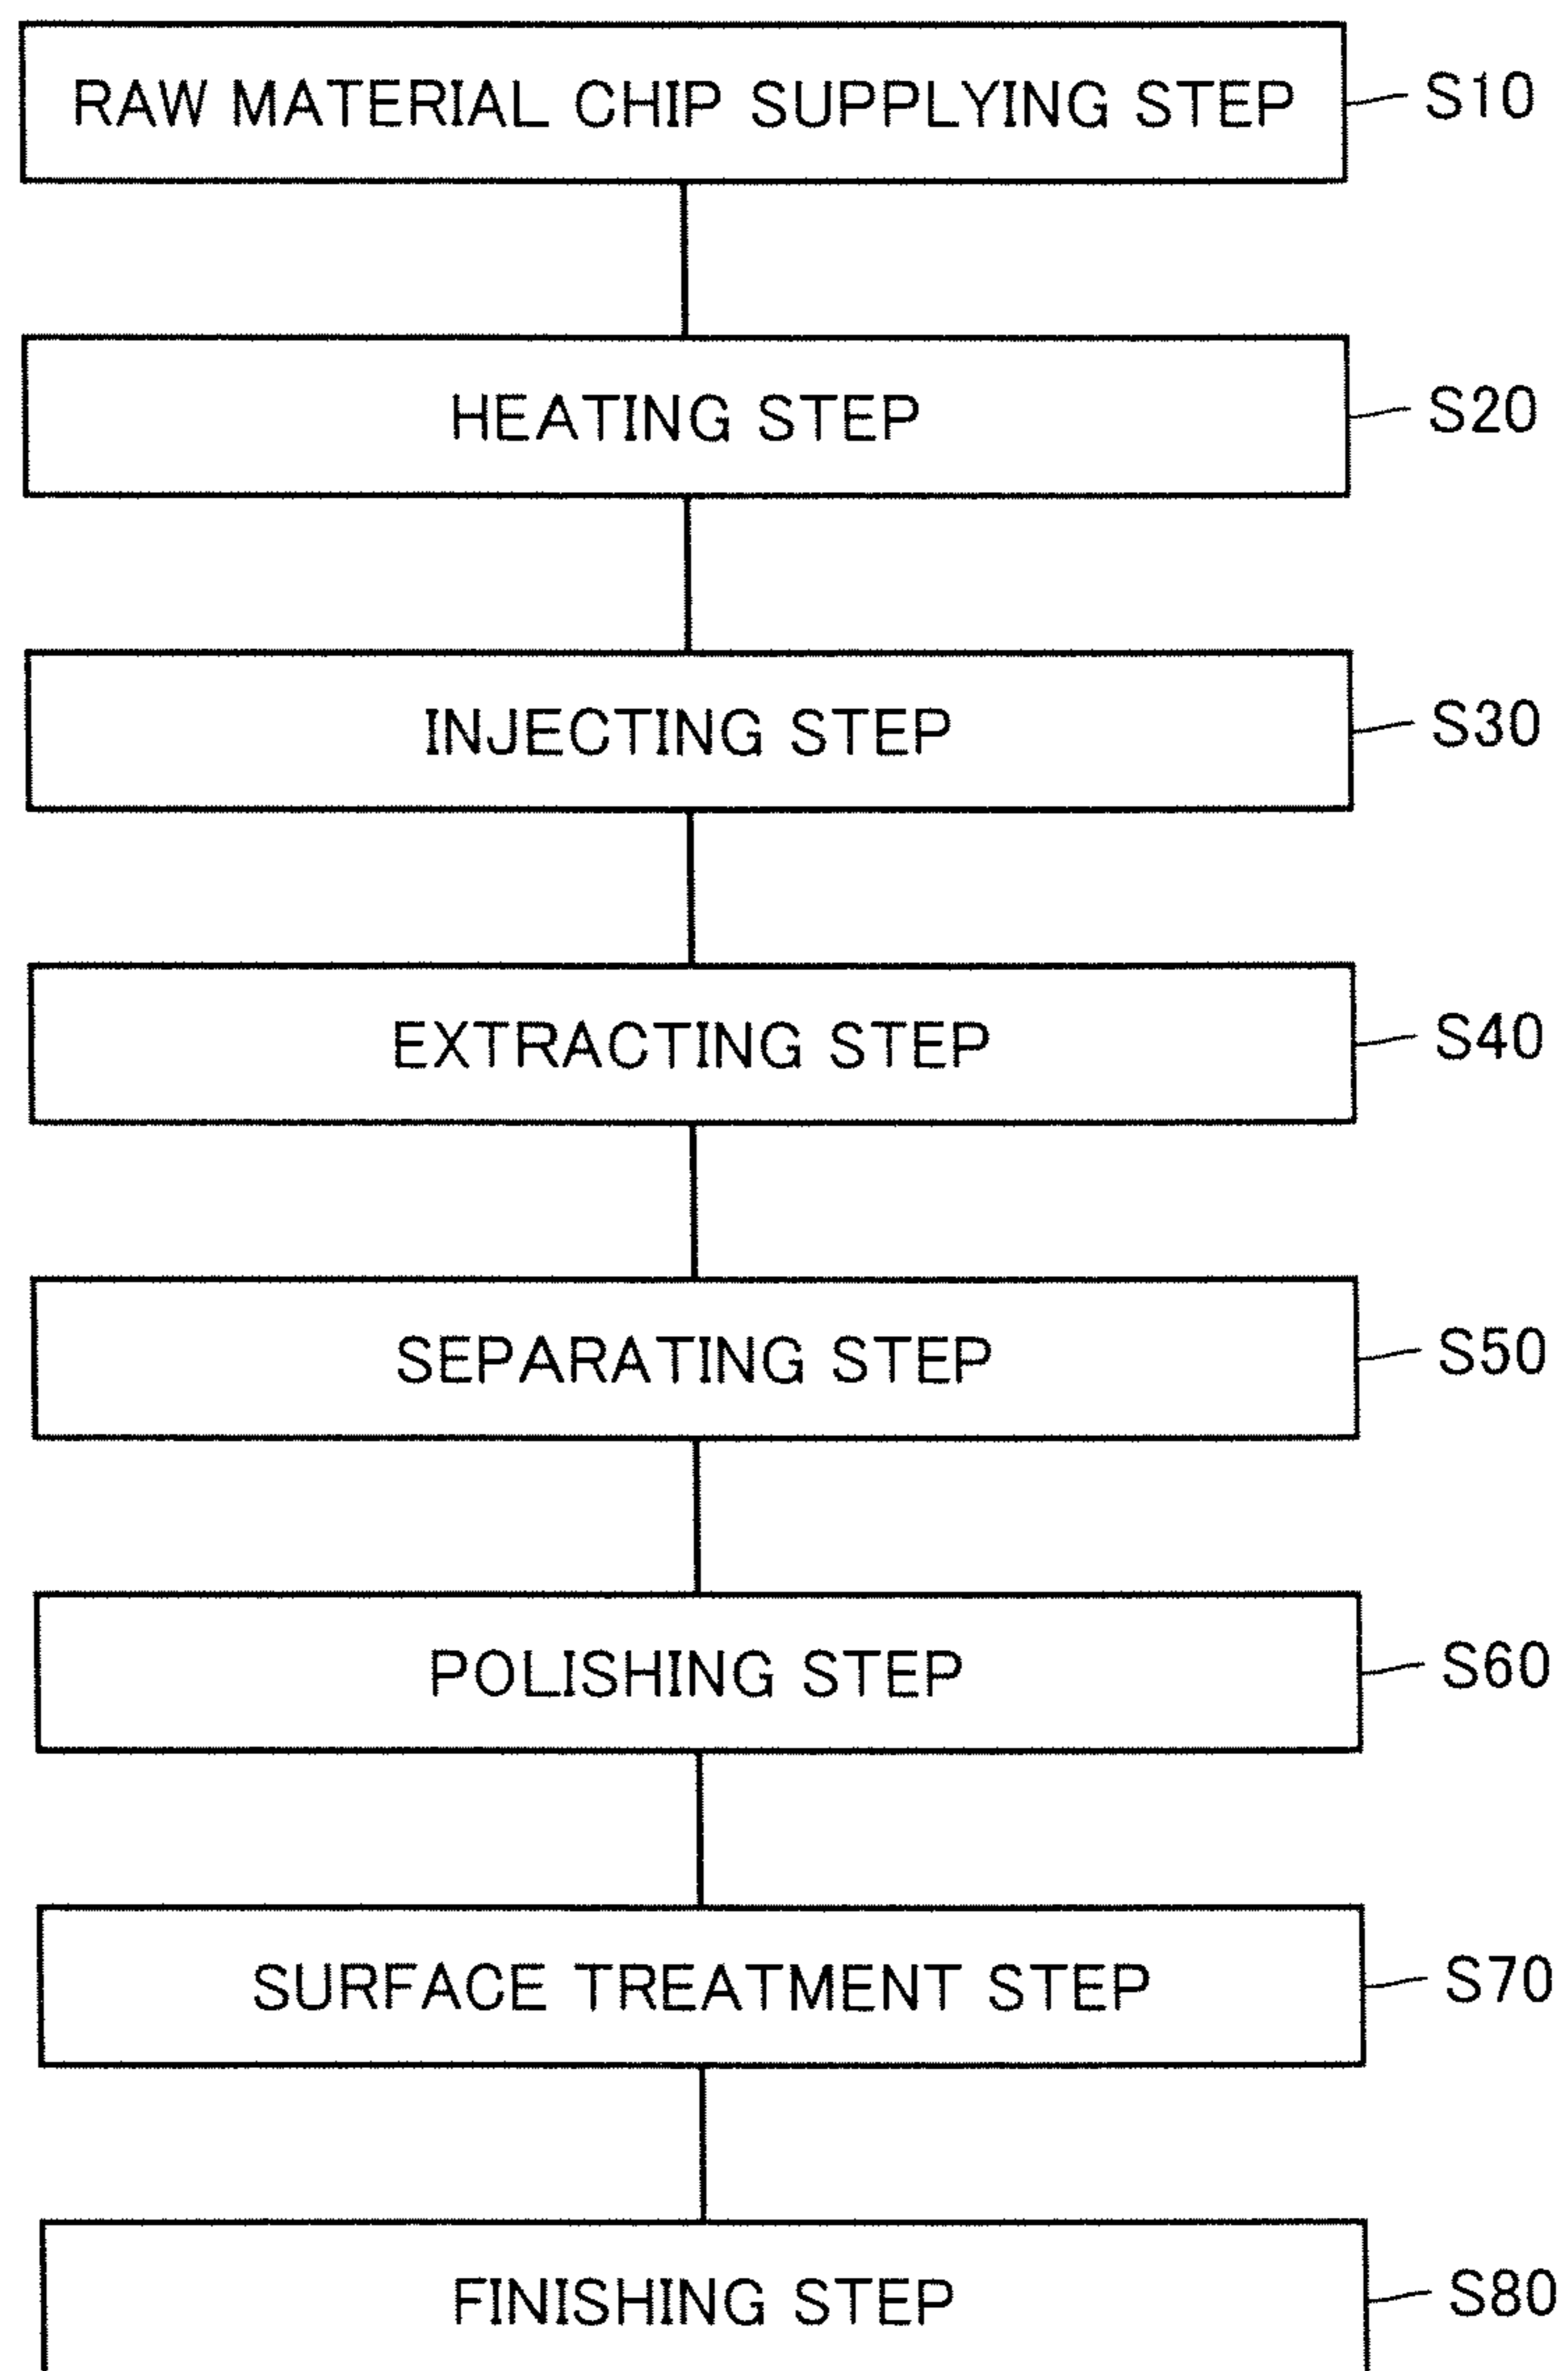 RAW MATERIAL CHIP SUPPLYING STEP S10
HEATING STEP S20
INJECTING STEP S30
EXTRACTING STEP S40
SEPARATING STEP S50
POLISHING STEP S60
SURFACE TREATMENT STEP S70
FINISHING STEP S80